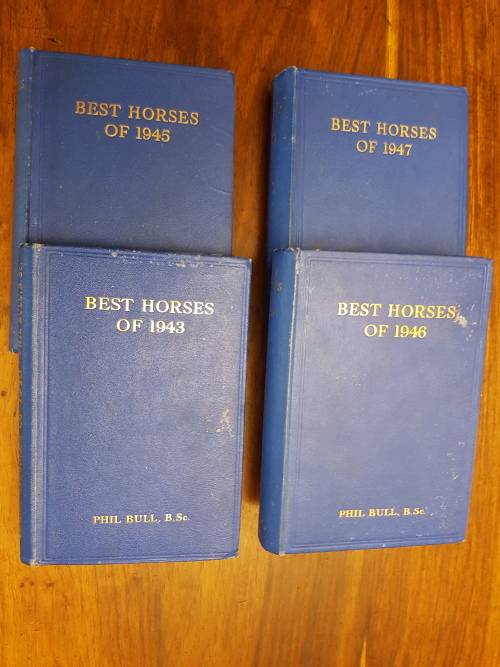 BEST HORSES
OF 1945
BEST HORSES
OF 1947
BEST HORSES
OF 1943
PHIL BULL, B.Sc.
BEST HORSES
OF 1946
PHIL BULL, B.Sc.